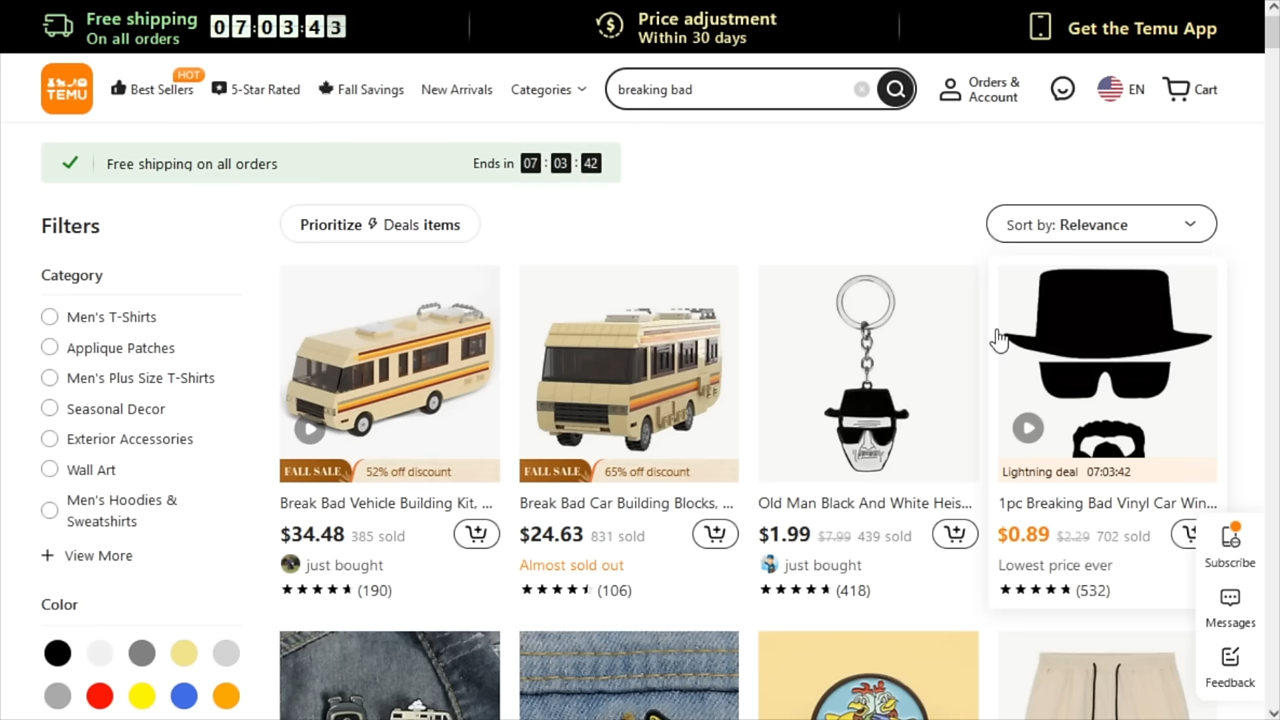 Free shipping
On all orders
07:03:43
Price adjustment
Within 30 days
Get the Temu App
TEMU
HOT
Best Sellers
5-Star Rated
Fall Savings
New Arrivals
Categories
breaking bad
Orders &
Account
EN
Cart
Free shipping on all orders
Ends in 07 : 03 : 42
Filters
Prioritize Deals items
Sort by: Relevance
Category
Men's T-Shirts
Applique Patches
Men's Plus Size T-Shirts
Seasonal Decor
Exterior Accessories
Wall Art
Men's Hoodies &
Sweatshirts
+ View More
Color
FALL SALE 52% off discount
Break Bad Vehicle Building Kit, ...
$34.48 385 sold
just bought
(190)
FALL SALE 65% off discount
Break Bad Car Building Blocks, ...
$24.63 831 sold
Almost sold out
(106)
Old Man Black And White Heis...
$1.99 $7.99 439 sold
just bought
(418)
Lightning deal 07:03:42
1pc Breaking Bad Vinyl Car Win...
$0.89 $2.29 702 sold
Lowest price ever
(532)
Subscribe
Messages
Feedback